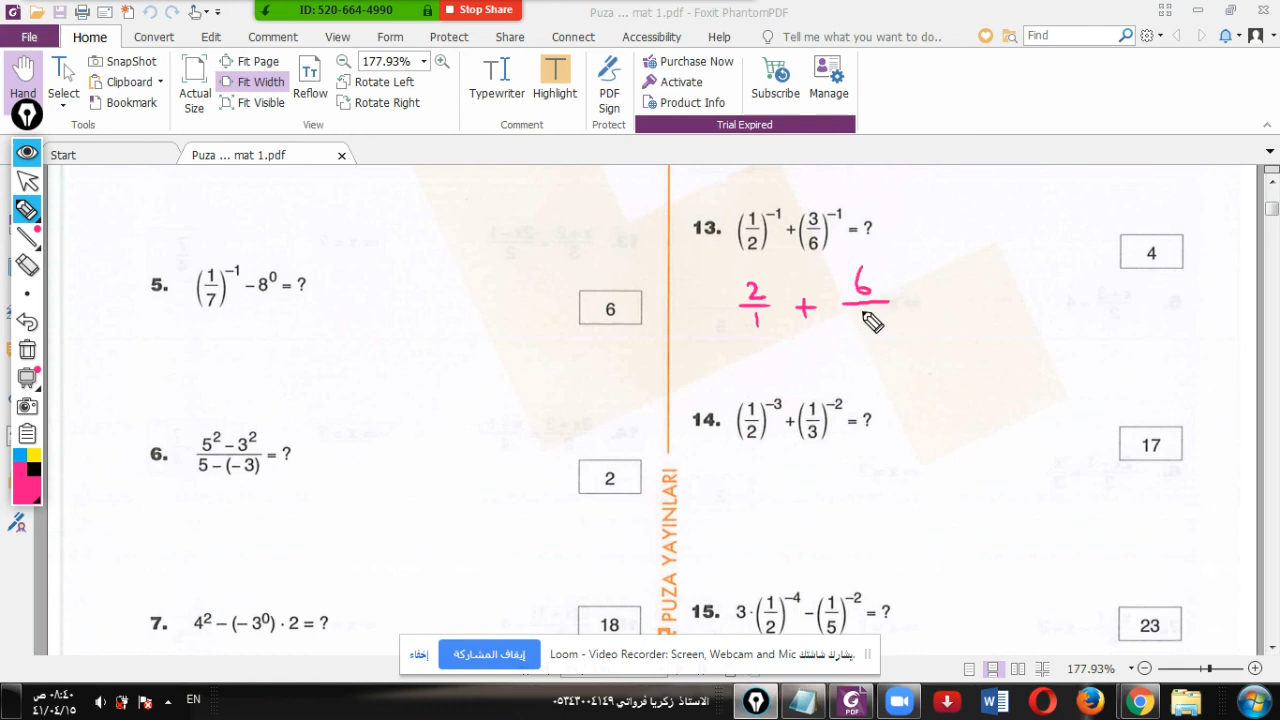 ID: 520-664-4990
Stop Share
Puza ... mat 1.pdf - Foxit PhantomPDF
File Home Convert Edit Comment View Form Protect Share Connect Accessibility Help Tell me what you want to do.. Find
Hand Select SnapShot Clipboard Bookmark
Actual Size Fit Page Fit Width Fit Visible Reflow 177.93% Rotate Left Rotate Right
Typewriter Highlight PDF Sign Purchase Now Activate Product Info Subscribe Manage
Tools View Comment Protect Trial Expired
Start Puza ... mat 1.pdf
5. (1/7)^–1 – 8^0 = ?
6
6. (5^2 – 3^2)/(5 – (– 3)) = ?
2
7. 4^2 – (– 3^0) · 2 = ?
18
PUZA YAYINLARI
13. (1/2)^–1 + (3/6)^–1 = ?
4
2/1 + 6/
14. (1/2)^–3 + (1/3)^–2 = ?
17
15. 3 · (1/2)^–4 – (1/5)^–2 = ?
23
إخفاء إيقاف المشاركة Loom - Video Recorder: Screen, Webcam and Mic يشارك شاشتك.
177.93%
٠٨:٤٠ ص
٤١/٠٤/١٥
EN
الاستاذ زكريا ثرواتي ٠٥٤٣٣٠٠٤١٤٩